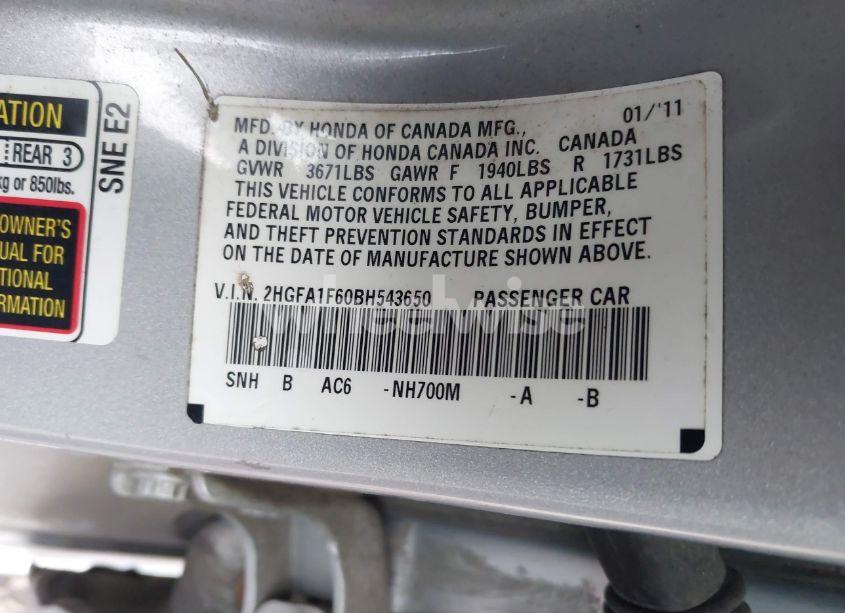 ATION
REAR 3
kg or 850lbs.
OWNER'S
UAL FOR
TIONAL
RMATION
SNE E2
01/'11
MFD. BY HONDA OF CANADA MFG.,
A DIVISION OF HONDA CANADA INC. CANADA
GVWR 3671LBS GAWR F 1940LBS R 1731LBS
THIS VEHICLE CONFORMS TO ALL APPLICABLE
FEDERAL MOTOR VEHICLE SAFETY, BUMPER,
AND THEFT PREVENTION STANDARDS IN EFFECT
ON THE DATE OF MANUFACTURE SHOWN ABOVE.
V.I.N. 2HGFA1F60BH543650 PASSENGER CAR
wheelwise
SNH B AC6 -NH700M -A -B